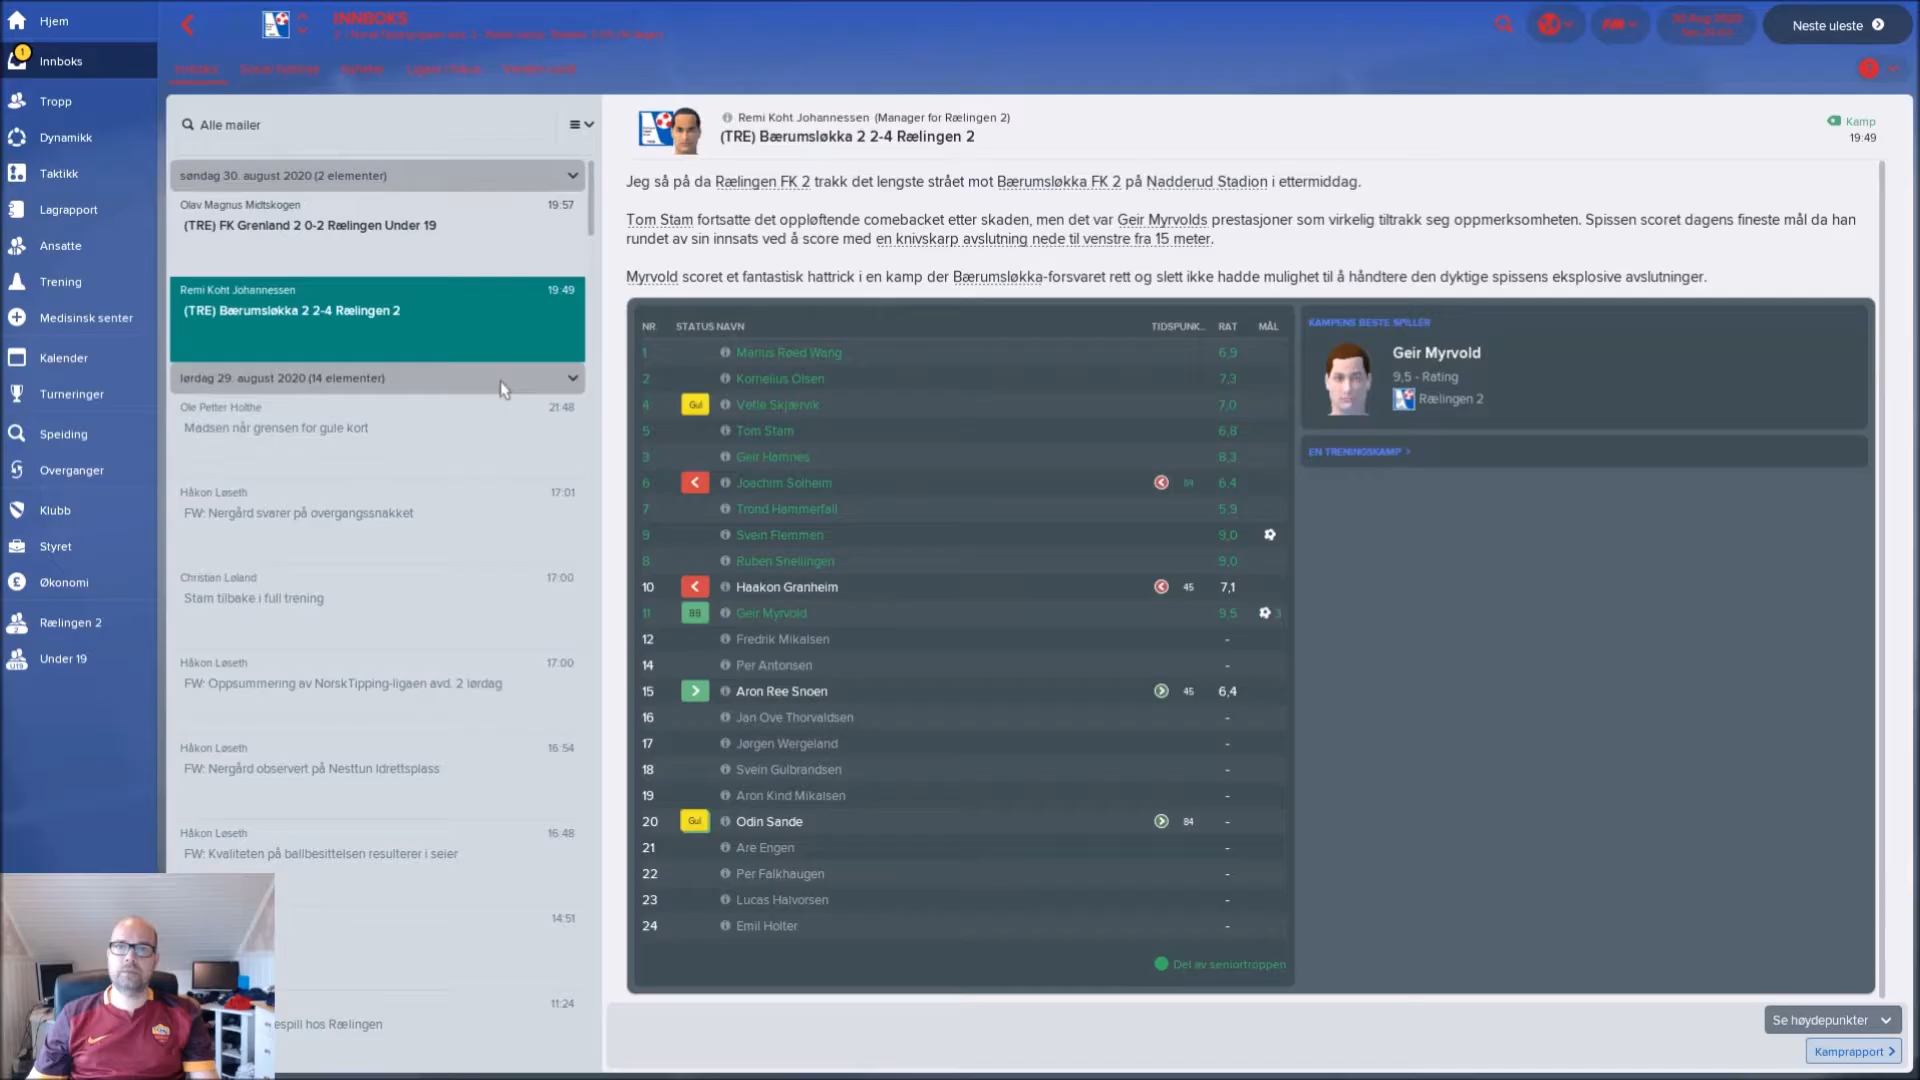 Hjem
Innboks
1
Tropp
Dynamikk
Taktikk
Lagrapport
Ansatte
Trening
Medisinsk senter
Kalender
Turneringer
Speiding
Overganger
Klubb
Styret
Økonomi
Rælingen 2
Under 19
INNBOKS
Neste uleste
Alle mailer
søndag 30. august 2020 (2 elementer)
Olav Magnus Midtskogen 19:57
(TRE) FK Grenland 2 0-2 Rælingen Under 19
Remi Koht Johannessen 19:49
(TRE) Bærumsløkka 2 2-4 Rælingen 2
lørdag 29. august 2020 (14 elementer)
Ole Petter Holthe 21:48
Madsen når grensen for gule kort
Håkon Løseth 17:01
FW: Nergård svarer på overgangssnakket
Christian Løland 17:00
Stam tilbake i full trening
Håkon Løseth 17:00
FW: Oppsummering av NorskTipping-ligaen avd. 2 lørdag
Håkon Løseth 16:54
FW: Nergård observert på Nesttun Idrettsplass
Håkon Løseth 16:48
FW: Kvaliteten på ballbesittelsen resulterer i seier
14:51
11:24
espill hos Rælingen
Remi Koht Johannessen (Manager for Rælingen 2)
(TRE) Bærumsløkka 2 2-4 Rælingen 2
Kamp
19:49
Jeg så på da Rælingen FK 2 trakk det lengste strået mot Bærumsløkka FK 2 på Nadderud Stadion i ettermiddag.
Tom Stam fortsatte det oppløftende comebacket etter skaden, men det var Geir Myrvolds prestasjoner som virkelig tiltrakk seg oppmerksomheten. Spissen scoret dagens fineste mål da han
rundet av sin innsats ved å score med en knivskarp avslutning nede til venstre fra 15 meter.
Myrvold scoret et fantastisk hattrick i en kamp der Bærumsløkka-forsvaret rett og slett ikke hadde mulighet til å håndtere den dyktige spissens eksplosive avslutninger.
NR STATUS NAVN TIDSPUNK... RAT MÅL
1 Marius Røed Wang 6,9
2 Kornelius Olsen 7,3
4 Gul Vetle Skjærvik 7,0
5 Tom Stam 6,8
3 Geir Hamnes 8,3
6 Joachim Solheim 84 6,4
7 Trond Hammerfall 5,9
9 Svein Flemmen 9,0
8 Ruben Snellingen 9,0
10 Haakon Granheim 45 7,1
11 BB Geir Myrvold 9,5 3
12 Fredrik Mikalsen -
14 Per Antonsen -
15 Aron Ree Snoen 45 6,4
16 Jan Ove Thorvaldsen -
17 Jørgen Wergeland -
18 Svein Gulbrandsen -
19 Aron Kind Mikalsen -
20 Gul Odin Sande 84 -
21 Are Engen -
22 Per Falkhaugen -
23 Lucas Halvorsen -
24 Emil Holter -
Del av seniortroppen
KAMPENS BESTE SPILLER
Geir Myrvold
9,5 - Rating
Rælingen 2
EN TRENINGSKAMP >
Se høydepunkter
Kamprapport